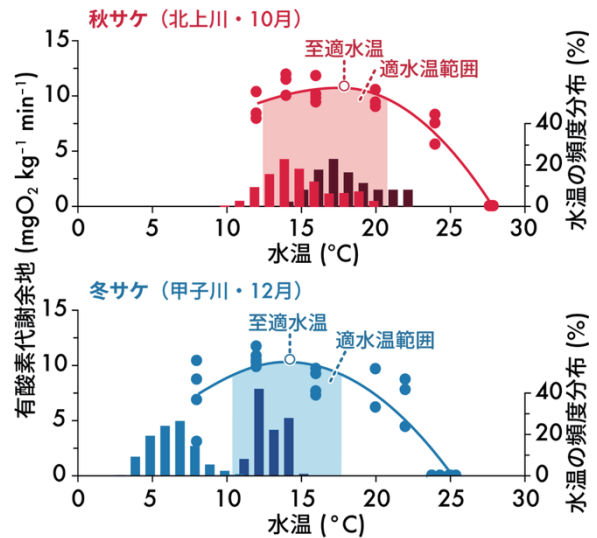 秋サケ（北上川・10月）
15
10
5
0
至適水温
適水温範囲
40
20
0
水温の頻度分布 (%)
0 5 10 15 20 25 30
水温 (°C)
有酸素代謝余地 (mgO₂ kg⁻¹ min⁻¹)
冬サケ（甲子川・12月）
15
10
5
0
至適水温
適水温範囲
40
20
0
水温の頻度分布 (%)
0 5 10 15 20 25 30
水温 (°C)